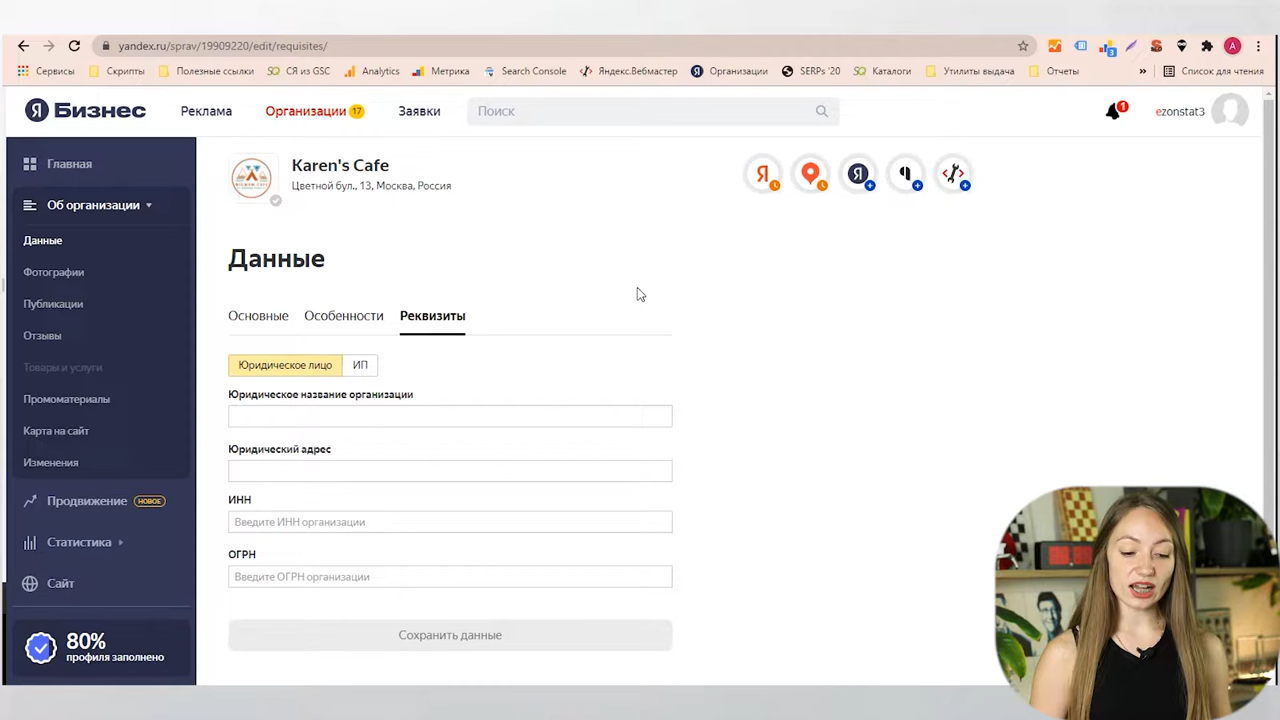 yandex.ru/sprav/19909220/edit/requisites/
3
A
Сервисы
Скрипты
Полезные ссылки
СЯ из GSC
Analytics
Метрика
Search Console
Яндекс.Вебмастер
Организации
SERPs '20
Каталоги
Утилиты выдача
Отчеты
»
Список для чтения
Я Бизнес
Реклама
Организации 17
Заявки
Поиск
1
ezonstat3
Главная
Об организации
Данные
Фотографии
Публикации
Отзывы
Товары и услуги
Промоматериалы
Карта на сайт
Изменения
Продвижение НОВОЕ
Статистика
Сайт
80%
профиля заполнено
Karen's Cafe
Цветной бул., 13, Москва, Россия
Я
Я
Данные
Основные
Особенности
Реквизиты
Юридическое лицо
ИП
Юридическое название организации
Юридический адрес
ИНН
Введите ИНН организации
ОГРН
Введите ОГРН организации
Сохранить данные